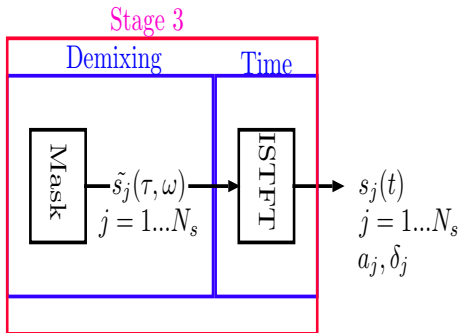 Stage 3
Demixing
Time
Mask
s̃_j(τ, ω)
j = 1...N_s
ISTFT
s_j(t)
j = 1...N_s
a_j, δ_j